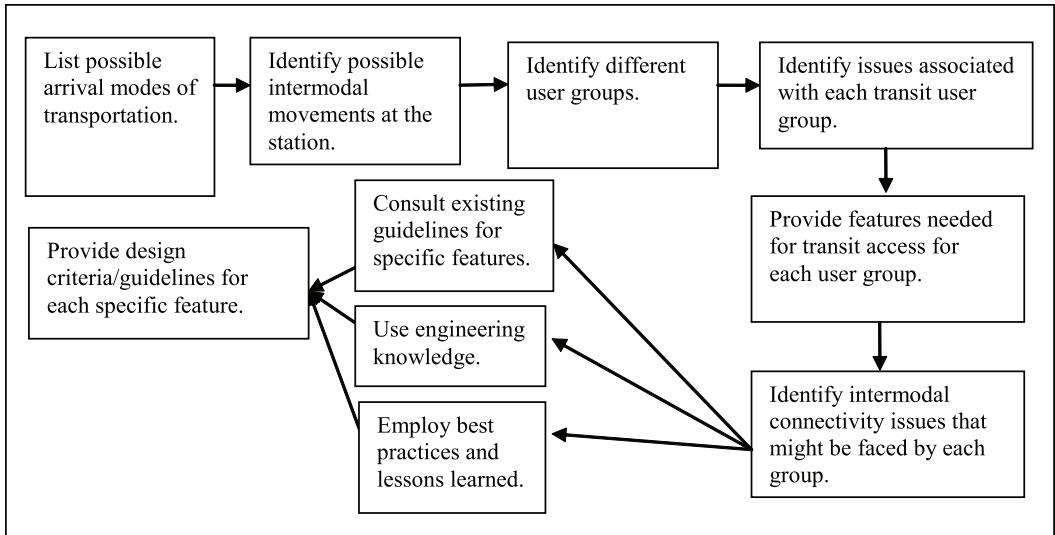 List possible
arrival modes of
transportation.
Identify possible
intermodal
movements at the
station.
Identify different
user groups.
Identify issues associated
with each transit user
group.
Provide features needed
for transit access for
each user group.
Identify intermodal
connectivity issues that
might be faced by each
group.
Consult existing
guidelines for
specific features.
Use engineering
knowledge.
Employ best
practices and
lessons learned.
Provide design
criteria/guidelines for
each specific feature.